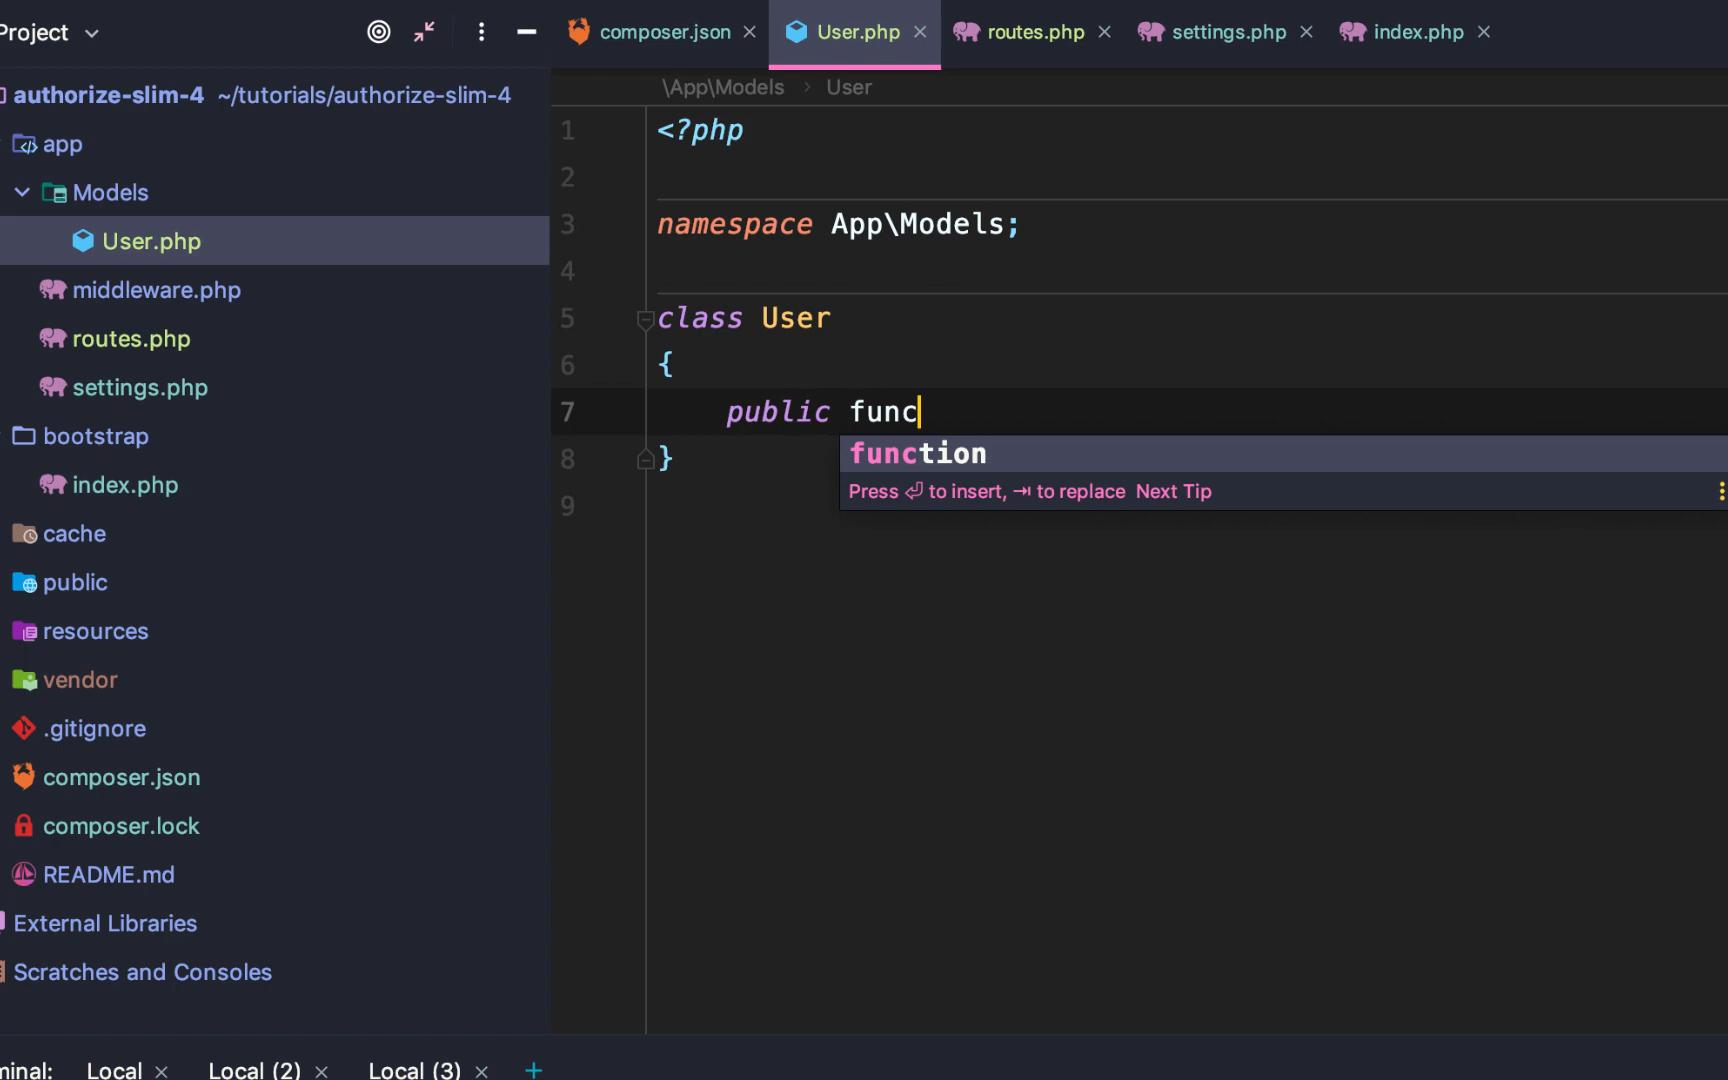 Project
composer.json
User.php
routes.php
settings.php
index.php
authorize-slim-4 ~/tutorials/authorize-slim-4
app
Models
User.php
middleware.php
routes.php
settings.php
bootstrap
index.php
cache
public
resources
vendor
.gitignore
composer.json
composer.lock
README.md
External Libraries
Scratches and Consoles
\App\Models › User
1 <?php
2
3 namespace App\Models;
4
5 class User
6 {
7 public func
8 }
9
function
Press ⏎ to insert, ⇥ to replace Next Tip
minal: Local × Local (2) × Local (3) × +